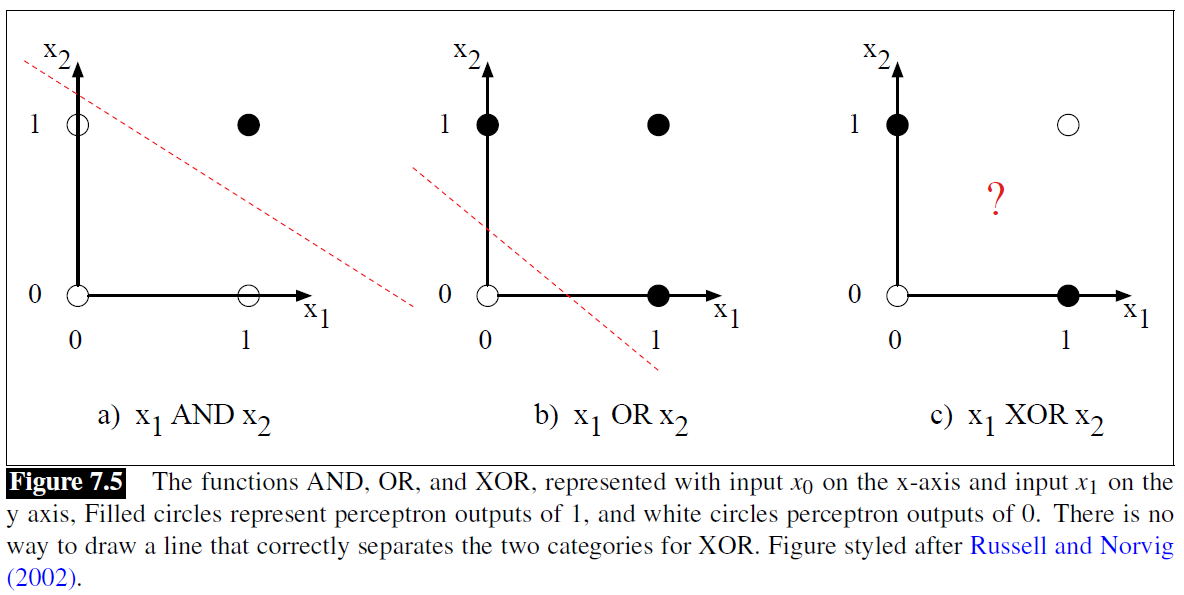 x2 x2 x2
1 1 1
?
0 0 0
x1 x1 x1
0 1 0 1 0 1
a) x1 AND x2 b) x1 OR x2 c) x1 XOR x2
Figure 7.5 The functions AND, OR, and XOR, represented with input x0 on the x-axis and input x1 on the
y axis, Filled circles represent perceptron outputs of 1, and white circles perceptron outputs of 0. There is no
way to draw a line that correctly separates the two categories for XOR. Figure styled after Russell and Norvig
(2002).